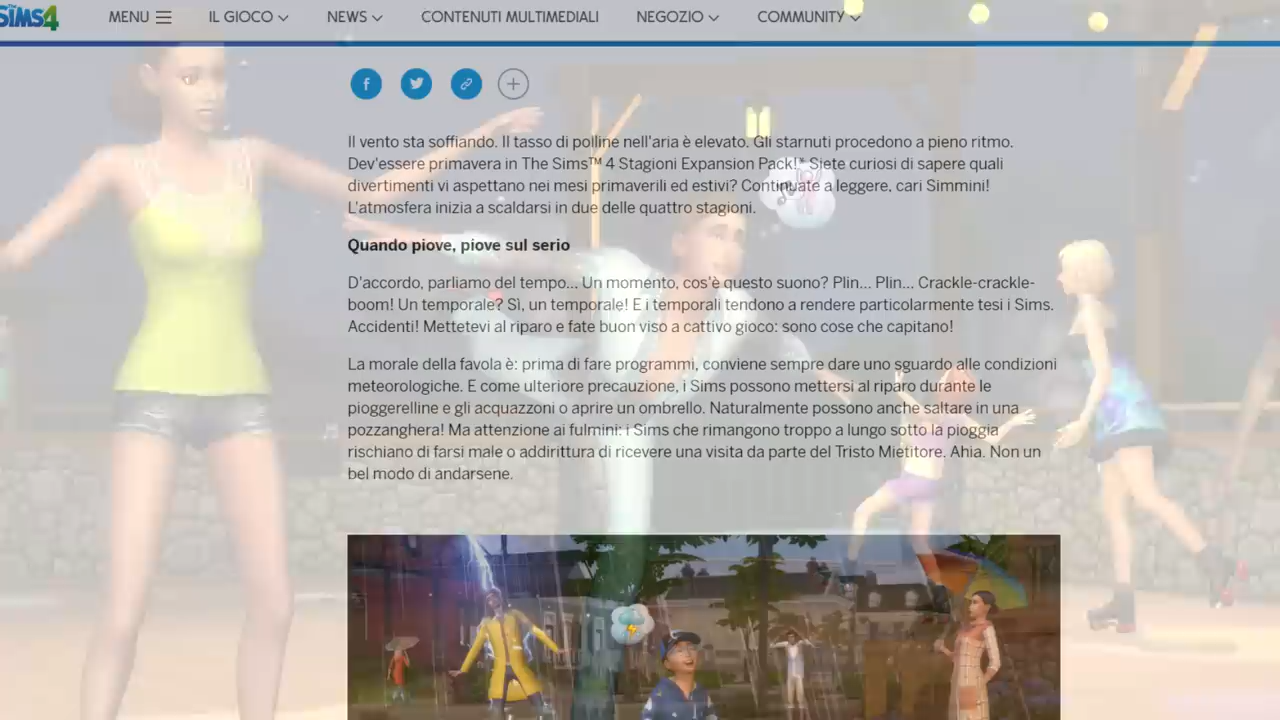 The SiMS 4
MENU IL GIOCO NEWS CONTENUTI MULTIMEDIALI NEGOZIO COMMUNITY
Il vento sta soffiando. Il tasso di polline nell'aria è elevato. Gli starnuti procedono a pieno ritmo.
Dev'essere primavera in The Sims™ 4 Stagioni Expansion Pack!* Siete curiosi di sapere quali
divertimenti vi aspettano nei mesi primaverili ed estivi? Continuate a leggere, cari Simmini!
L'atmosfera inizia a scaldarsi in due delle quattro stagioni.
Quando piove, piove sul serio
D'accordo, parliamo del tempo... Un momento, cos'è questo suono? Plin... Plin... Crackle-crackle-
boom! Un temporale? Sì, un temporale! E i temporali tendono a rendere particolarmente tesi i Sims.
Accidenti! Mettetevi al riparo e fate buon viso a cattivo gioco: sono cose che capitano!
La morale della favola è: prima di fare programmi, conviene sempre dare uno sguardo alle condizioni
meteorologiche. E come ulteriore precauzione, i Sims possono mettersi al riparo durante le
pioggerelline e gli acquazzoni o aprire un ombrello. Naturalmente possono anche saltare in una
pozzanghera! Ma attenzione ai fulmini: i Sims che rimangono troppo a lungo sotto la pioggia
rischiano di farsi male o addirittura di ricevere una visita da parte del Tristo Mietitore. Ahia. Non un
bel modo di andarsene.